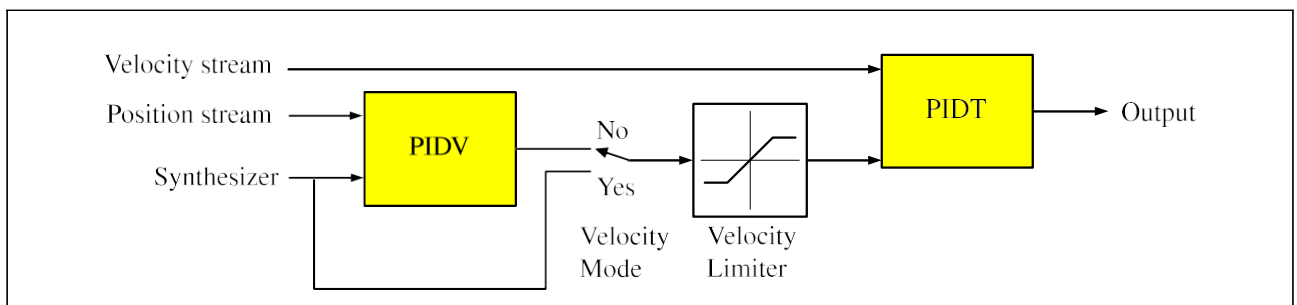 Velocity stream
Position stream
Synthesizer
PIDV
No
Yes
Velocity
Mode
Velocity
Limiter
PIDT
Output